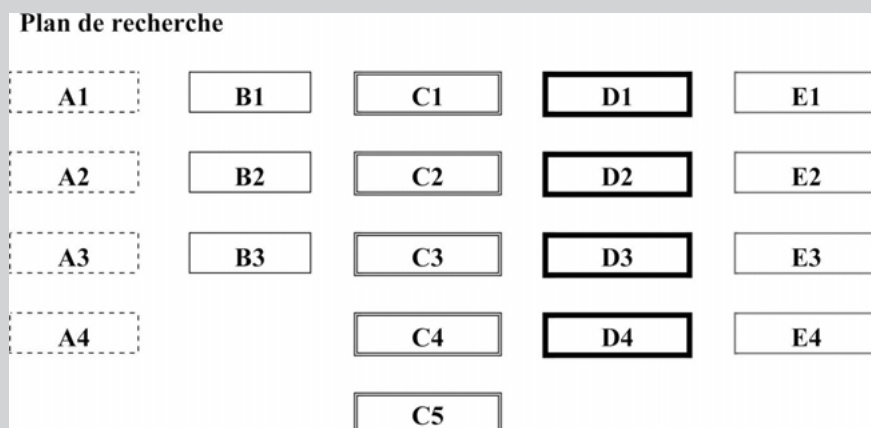 Plan de recherche
A1 B1 C1 D1 E1
A2 B2 C2 D2 E2
A3 B3 C3 D3 E3
A4 C4 D4 E4
C5